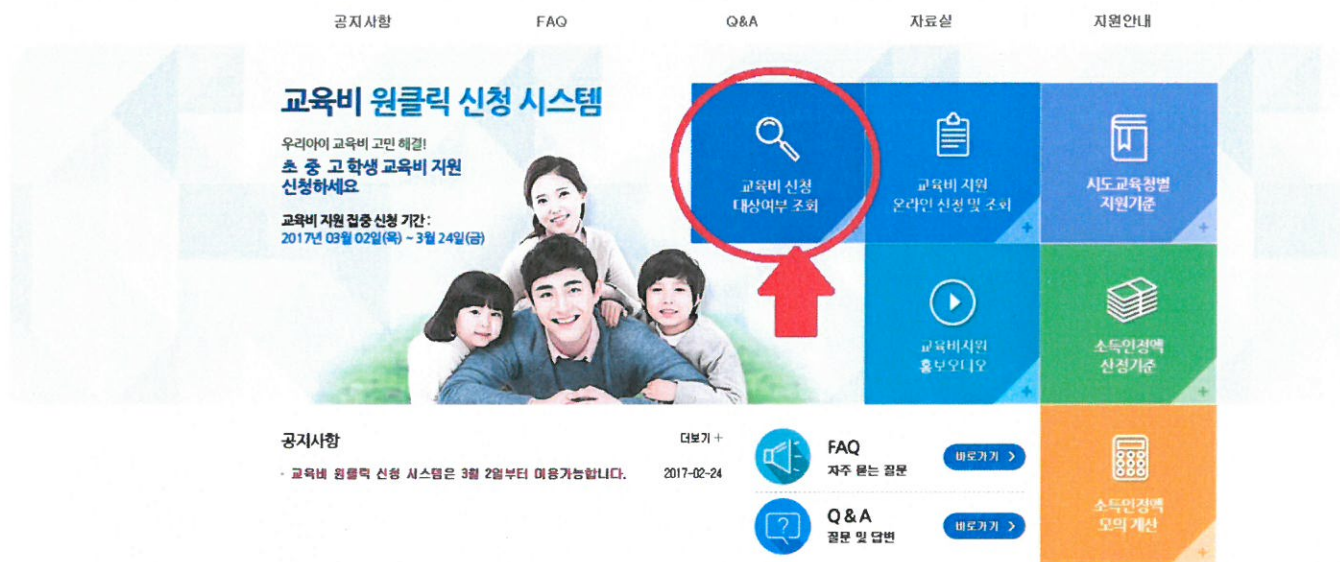 공지사항
FAQ
Q&A
자료실
지원안내
교육비 원클릭 신청 시스템
우리아이 교육비 고민 해결!
초 중 고 학생 교육비 지원
신청하세요
교육비 지원 집중 신청 기간 :
2017년 03월 02일(목) ~ 3월 24일(금)
교육비 신청
대상여부 조회
교육비 지원
온라인 신청 및 조회
시도교육청별
지원기준
교육비지원
홍보오디오
소득인정액
산정기준
공지사항
더보기 +
· 교육비 원클릭 신청 시스템은 3월 2일부터 이용가능합니다.
2017-02-24
FAQ
자주 묻는 질문
바로가기 >
Q & A
질문 및 답변
바로가기 >
소득인정액
모의 계산